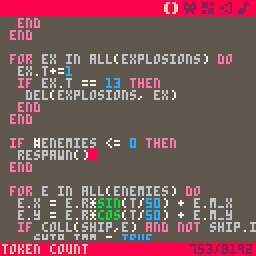 END
END
FOR EX IN ALL(EXPLOSIONS) DO
EX.T+=1
IF EX.T == 13 THEN
DEL(EXPLOSIONS, EX)
END
END
IF #ENEMIES <= 0 THEN
RESPAWN()
END
FOR E IN ALL(ENEMIES) DO
E.X = E.R*SIN(T/50) + E.M_X
E.Y = E.R*COS(T/50) + E.M_Y
IF COLL(SHIP,E) AND NOT SHIP.I
TOKEN COUNT 753/8192